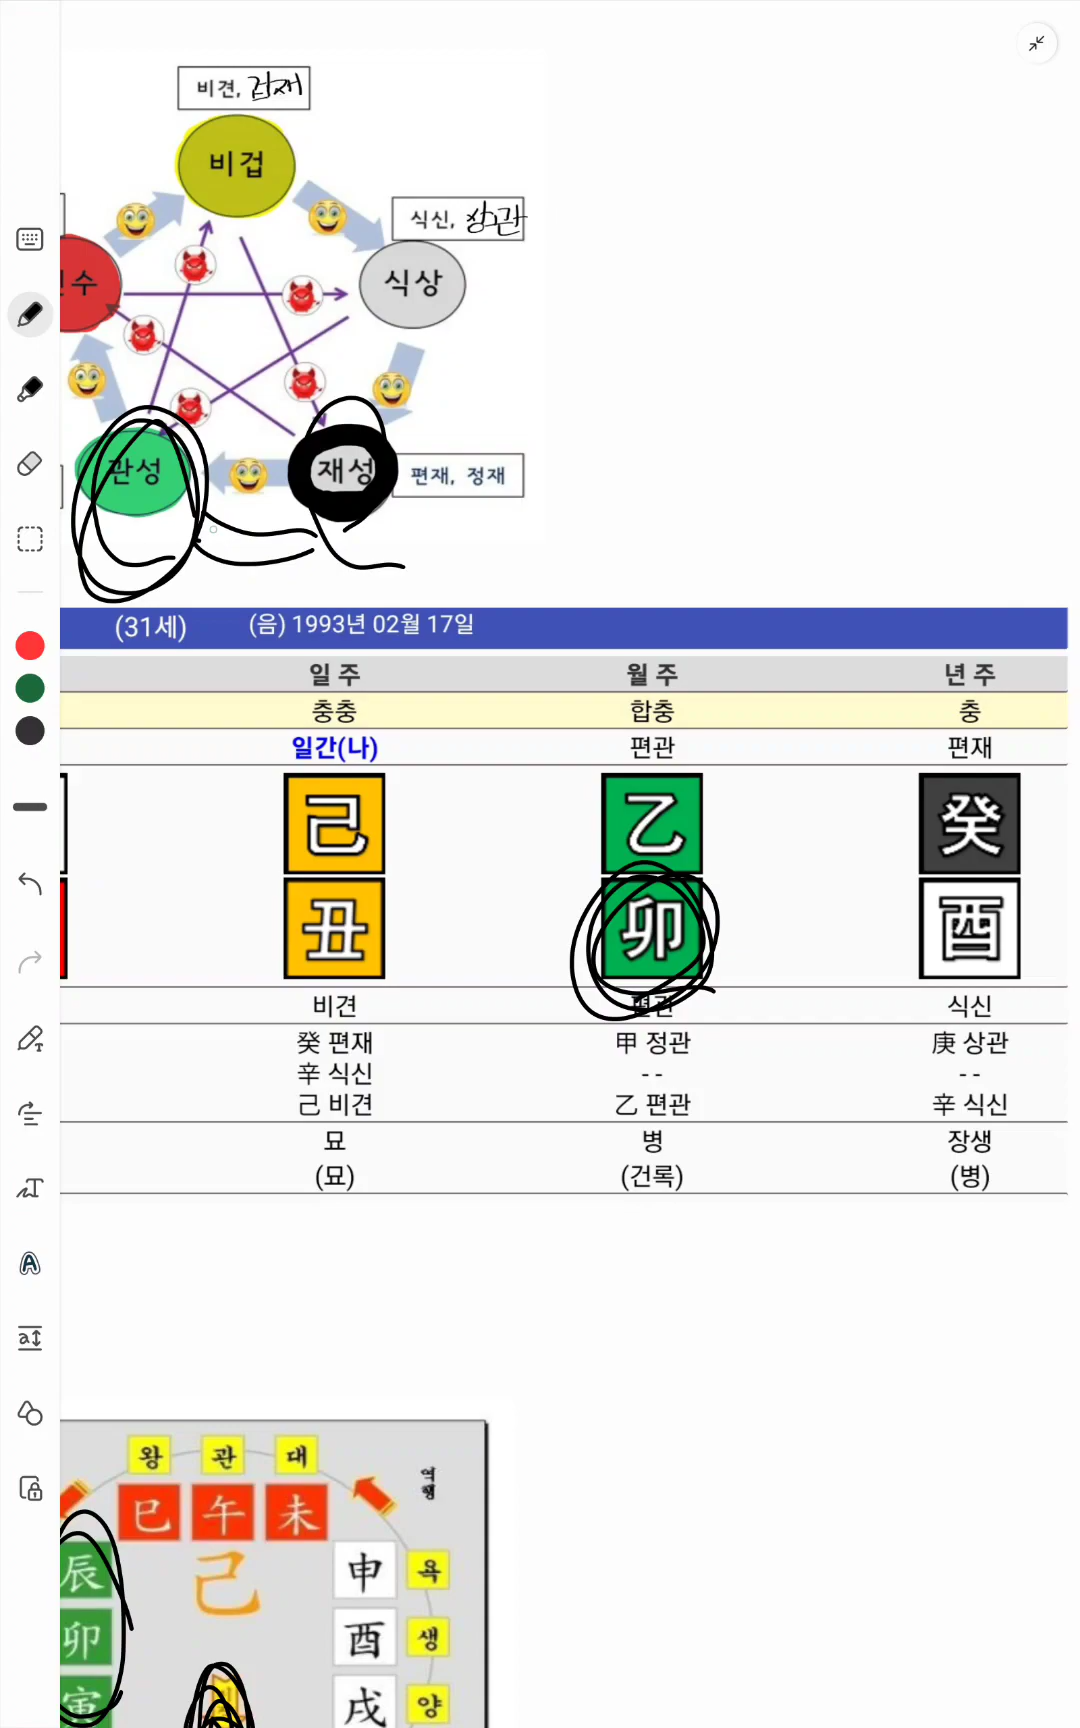 비견, 겁재
비겁
식신, 상관
수
식상
관성
재성
편재, 정재
(31세) (음) 1993년 02월 17일
일주 월주 년주
충충 합충 충
일간(나) 편관 편재
己 乙 癸
丑 卯 酉
비견 편관 식신
癸 편재 甲 정관 庚 상관
辛 식신 -- --
己 비견 乙 편관 辛 식신
묘 병 장생
(묘) (건록) (병)
왕 관 대
역행
巳 午 未
辰 己 申 욕
卯 酉 생
寅 戌 양